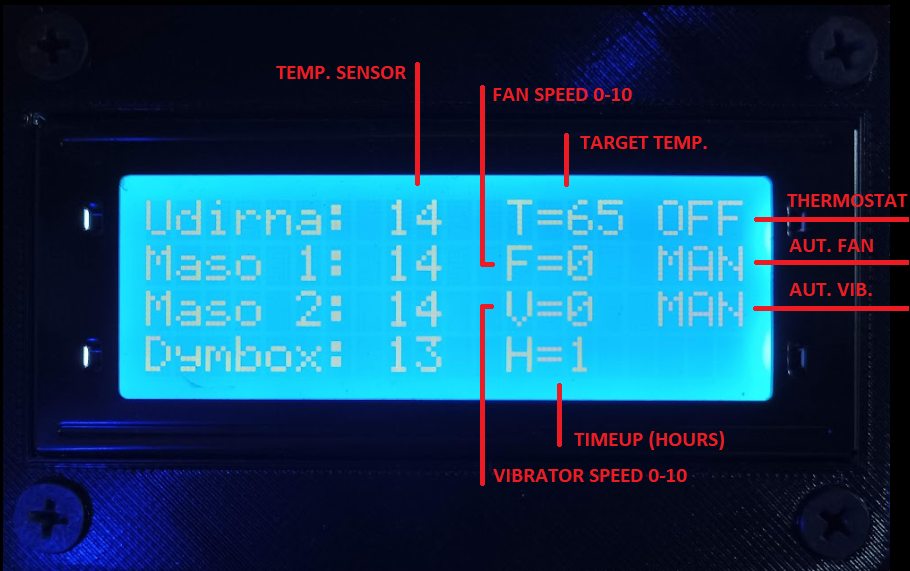 TEMP. SENSOR
FAN SPEED 0-10
TARGET TEMP.
Udirna: 14 T=65 OFF
THERMOSTAT
Maso 1: 14 F=0 MAN
AUT. FAN
Maso 2: 14 V=0 MAN
AUT. VIB.
Dymbox: 13 H=1
TIMEUP (HOURS)
VIBRATOR SPEED 0-10